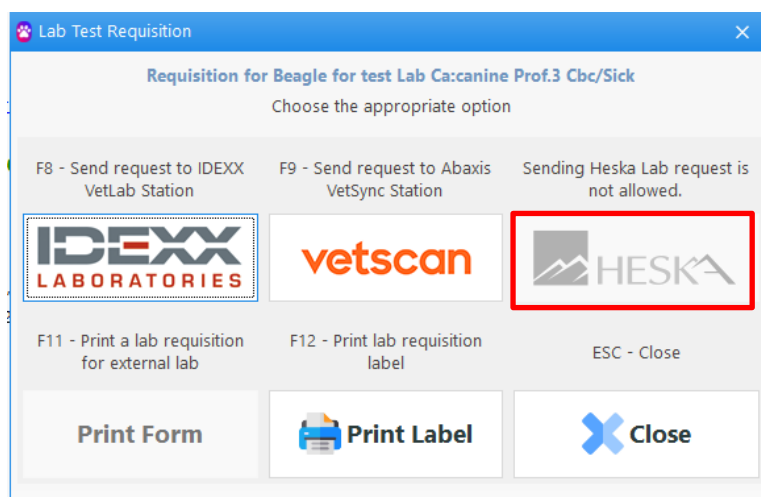 Lab Test Requisition
Requisition for Beagle for test Lab Ca:canine Prof.3 Cbc/Sick
Choose the appropriate option
F8 - Send request to IDEXX
VetLab Station
F9 - Send request to Abaxis
VetSync Station
Sending Heska Lab request is
not allowed.
IDEXX
LABORATORIES
vetscan
HESKA
F11 - Print a lab requisition
for external lab
F12 - Print lab requisition
label
ESC - Close
Print Form
Print Label
Close